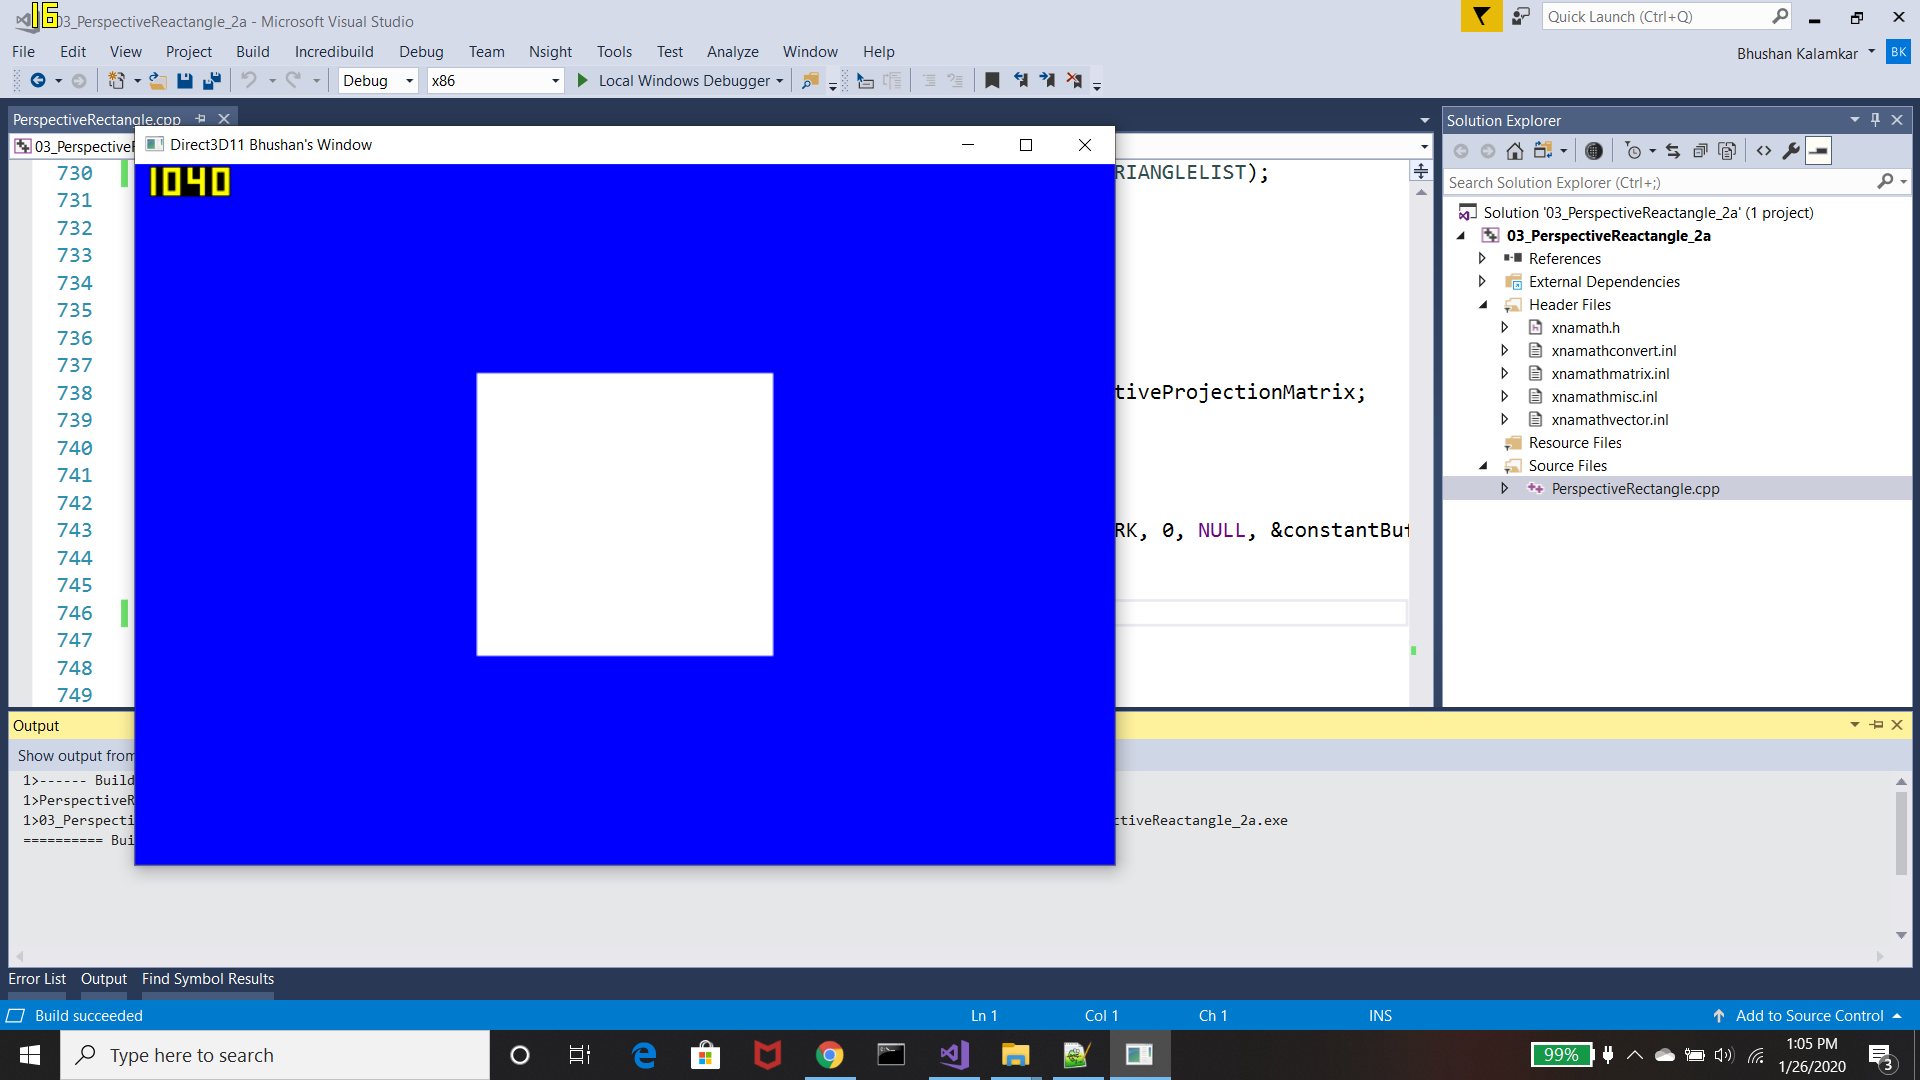 16
03_PerspectiveReactangle_2a - Microsoft Visual Studio
Quick Launch (Ctrl+Q)
File Edit View Project Build Incredibuild Debug Team Nsight Tools Test Analyze Window Help
Bhushan Kalamkar BK
Debug x86 Local Windows Debugger
PerspectiveRectangle.cpp
03_Perspective
Direct3D11 Bhushan's Window
1040
730 RIANGLELIST);
731
732
733
734
735
736
737
738 tiveProjectionMatrix;
739
740
741
742
743 RK, 0, NULL, &constantBuf
744
745
746
747
748
749
Solution Explorer
Search Solution Explorer (Ctrl+;)
Solution '03_PerspectiveReactangle_2a' (1 project)
03_PerspectiveReactangle_2a
References
External Dependencies
Header Files
xnamath.h
xnamathconvert.inl
xnamathmatrix.inl
xnamathmisc.inl
xnamathvector.inl
Resource Files
Source Files
PerspectiveRectangle.cpp
Output
Show output from
1>------ Build
1>PerspectiveR
1>03_Perspecti ctiveReactangle_2a.exe
========== Bui
Error List Output Find Symbol Results
Build succeeded Ln 1 Col 1 Ch 1 INS Add to Source Control
Type here to search
99%
1:05 PM
1/26/2020
3